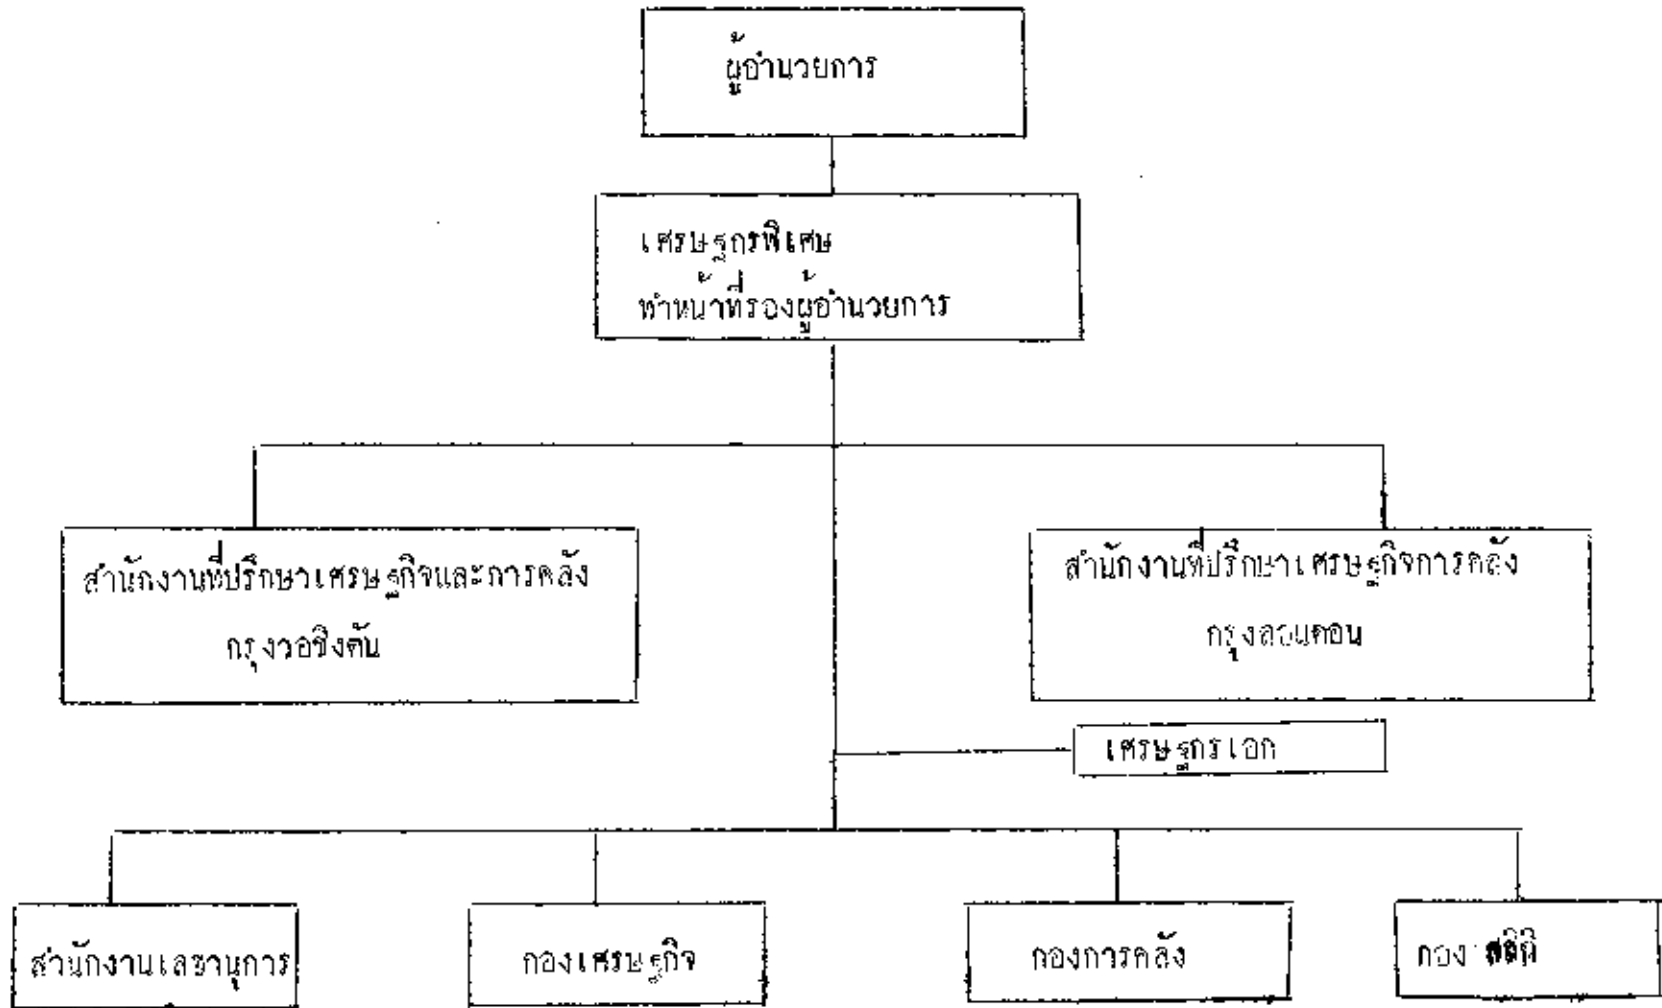 ผู้อำนวยการ
เศรษฐกรพิเศษ
ทำหน้าที่รองผู้อำนวยการ
สำนักงานที่ปรึกษาเศรษฐกิจและการคลัง
กรุงวอชิงตัน
สำนักงานที่ปรึกษาเศรษฐกิจการคลัง
กรุงลอนดอน
เศรษฐกรเอก
สำนักงานเลขานุการ
กองเศรษฐกิจ
กองการคลัง
กองสถิติ